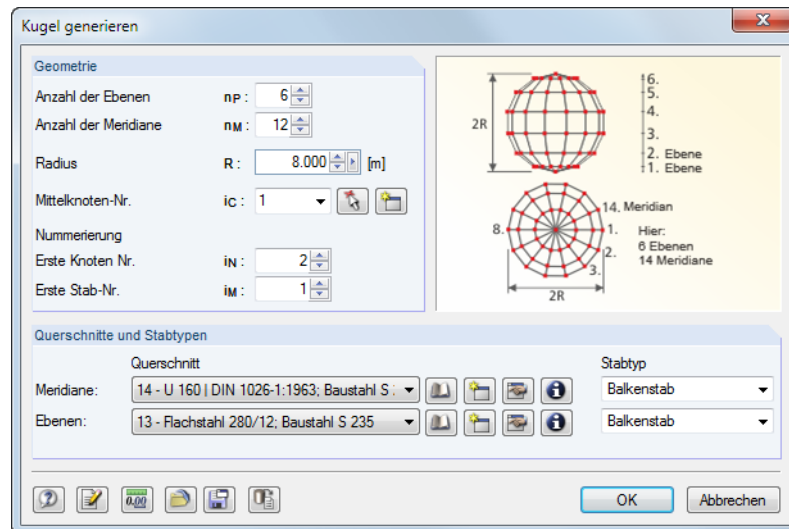 Kugel generieren
Geometrie
Anzahl der Ebenen nP : 6
Anzahl der Meridiane nM : 12
Radius R : 8.000 [m]
Mittelknoten-Nr. iC : 1
Nummerierung
Erste Knoten Nr. iN : 2
Erste Stab-Nr. iM : 1
2R
6.
5.
4.
3.
2. Ebene
1. Ebene
14. Meridian
8.
1.
2.
3.
2R
Hier:
6 Ebenen
14 Meridiane
Querschnitte und Stabtypen
Querschnitt Stabtyp
Meridiane: 14 - U 160 | DIN 1026-1:1963; Baustahl S Balkenstab
Ebenen: 13 - Flachstahl 280/12; Baustahl S 235 Balkenstab
0.00
OK Abbrechen